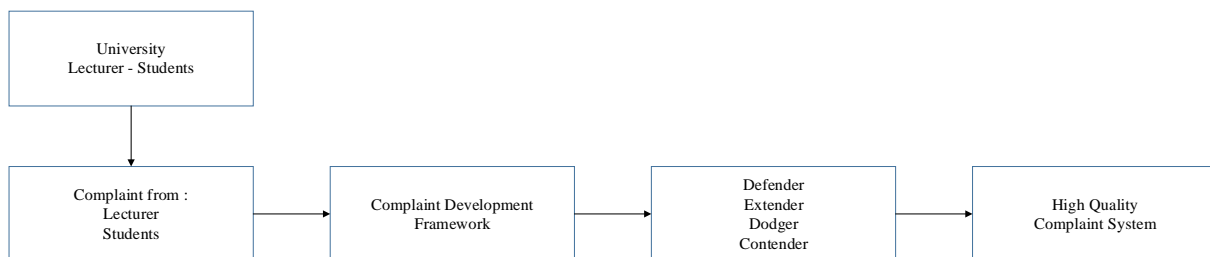 University
Lecturer - Students
Complaint from :
Lecturer
Students
Complaint Development
Framework
Defender
Extender
Dodger
Contender
High Quality
Complaint System